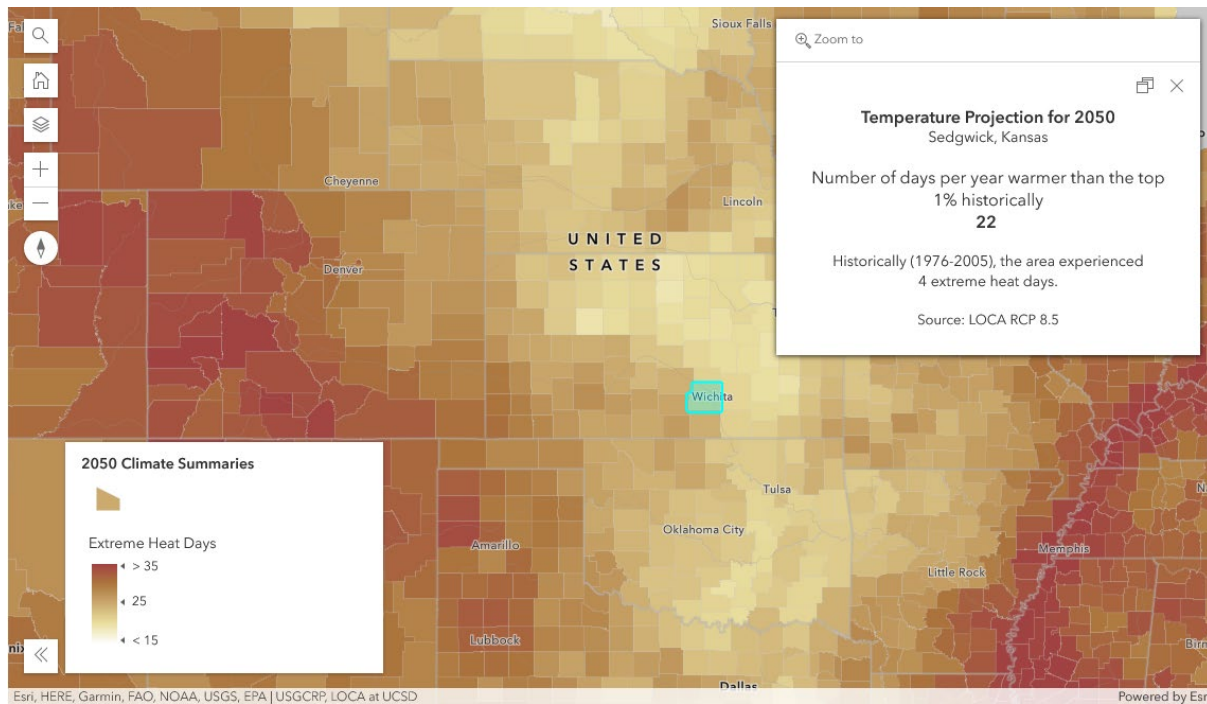 Sioux Falls
Zoom to
Temperature Projection for 2050
Sedgwick, Kansas
Number of days per year warmer than the top
1% historically
22
Historically (1976-2005), the area experienced
4 extreme heat days.
Source: LOCA RCP 8.5
Cheyenne
Lincoln
UNITED
STATES
Denver
Wichita
2050 Climate Summaries
Extreme Heat Days
> 35
25
< 15
Tulsa
Oklahoma City
Amarillo
Memphis
Little Rock
Lubbock
Dallas
Esri, HERE, Garmin, FAO, NOAA, USGS, EPA | USGCRP, LOCA at UCSD
Powered by Esr